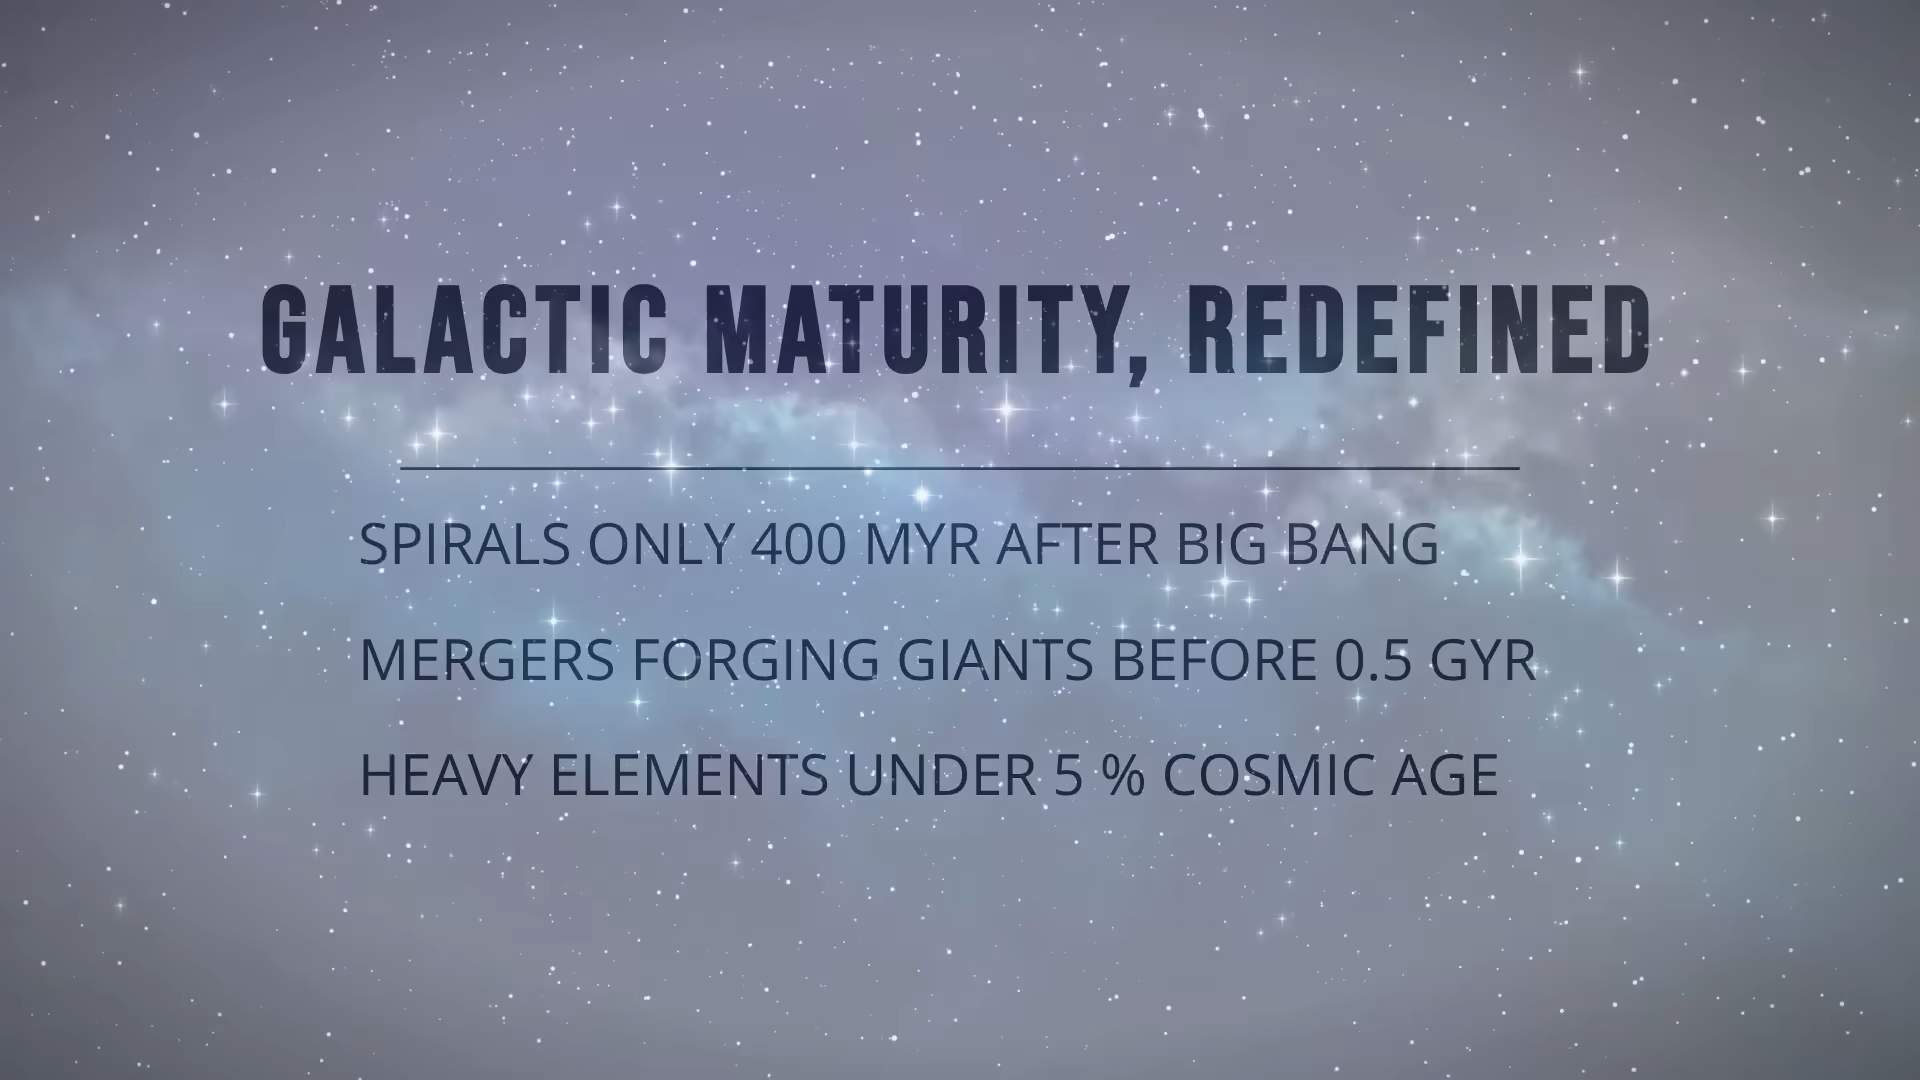 GALACTIC MATURITY, REDEFINED
SPIRALS ONLY 400 MYR AFTER BIG BANG
MERGERS FORGING GIANTS BEFORE 0.5 GYR
HEAVY ELEMENTS UNDER 5 % COSMIC AGE